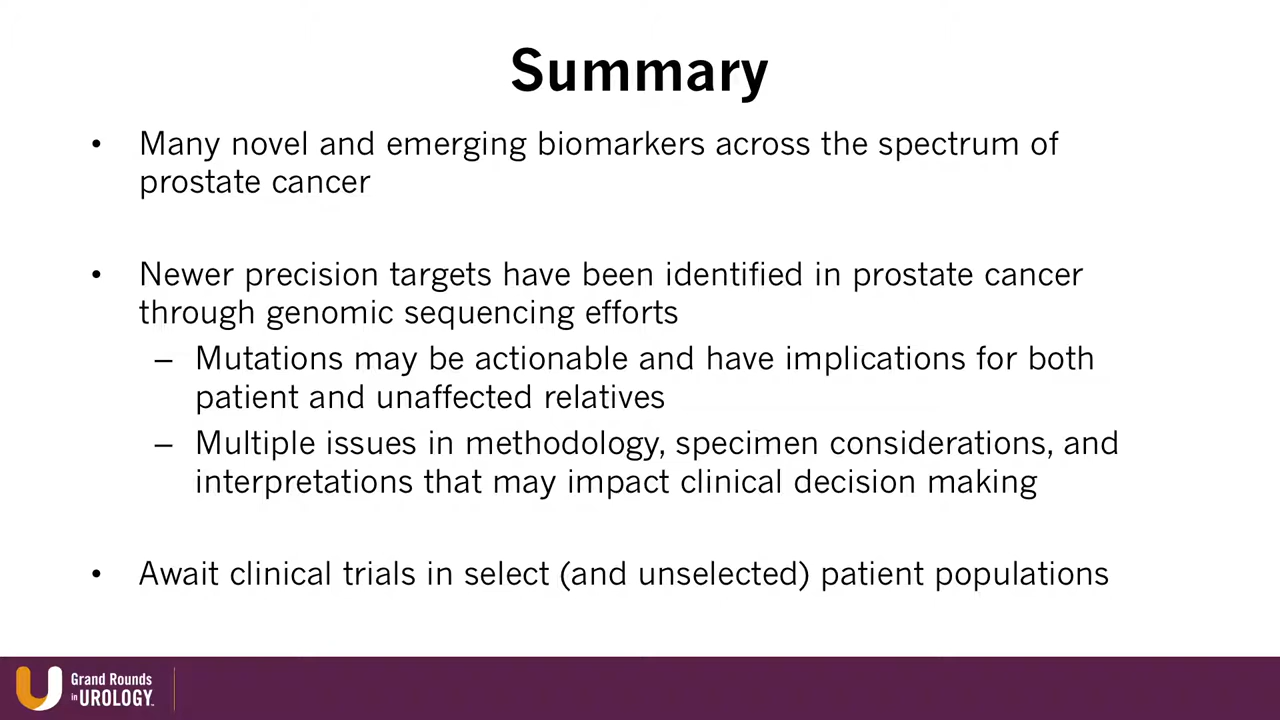 Summary
• Many novel and emerging biomarkers across the spectrum of
prostate cancer
• Newer precision targets have been identified in prostate cancer
through genomic sequencing efforts
– Mutations may be actionable and have implications for both
patient and unaffected relatives
– Multiple issues in methodology, specimen considerations, and
interpretations that may impact clinical decision making
• Await clinical trials in select (and unselected) patient populations
Grand Rounds
in UROLOGY™